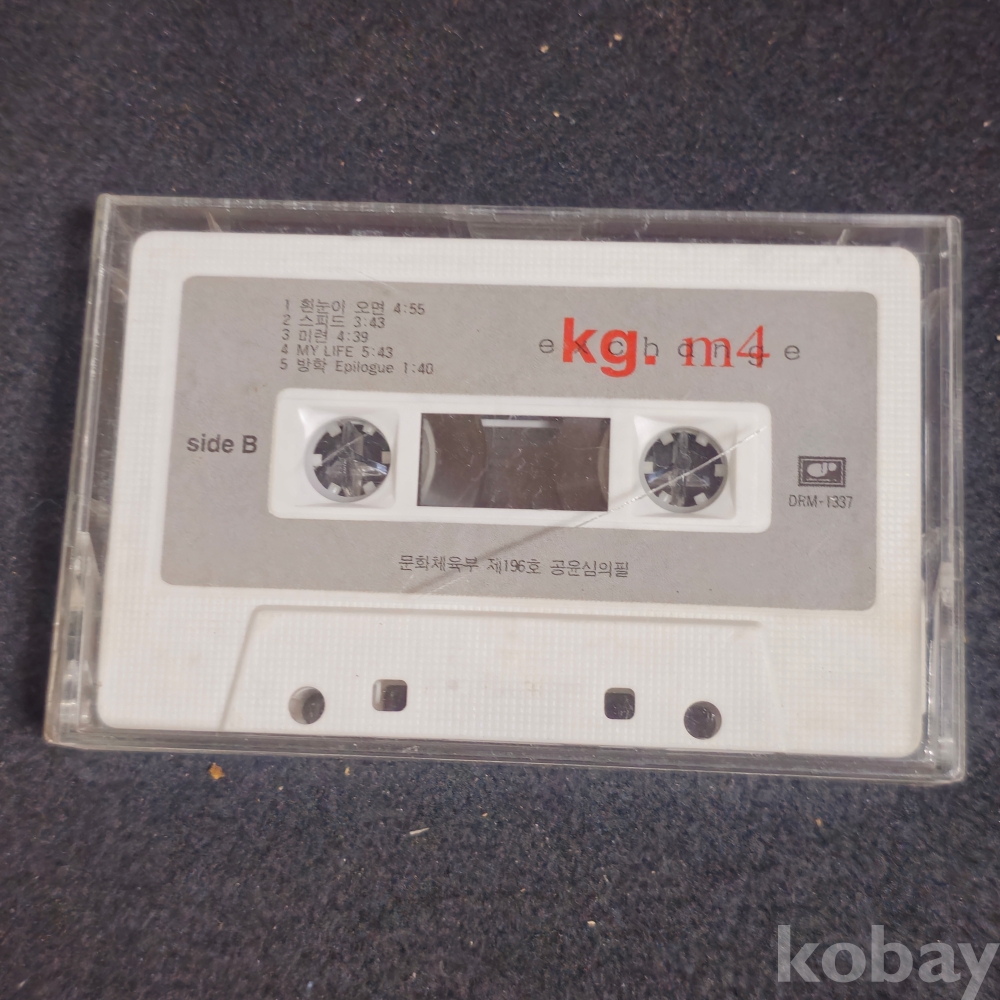 1 흰눈이 오면 4:55
2 스피드 3:43
3 미련 4:39
4 MY LIFE 5:43
5 방학 Epilogue 1:40
exchange
kg. m4
side B
DRM-1337
문화체육부 제196호 공윤심의필
kobay